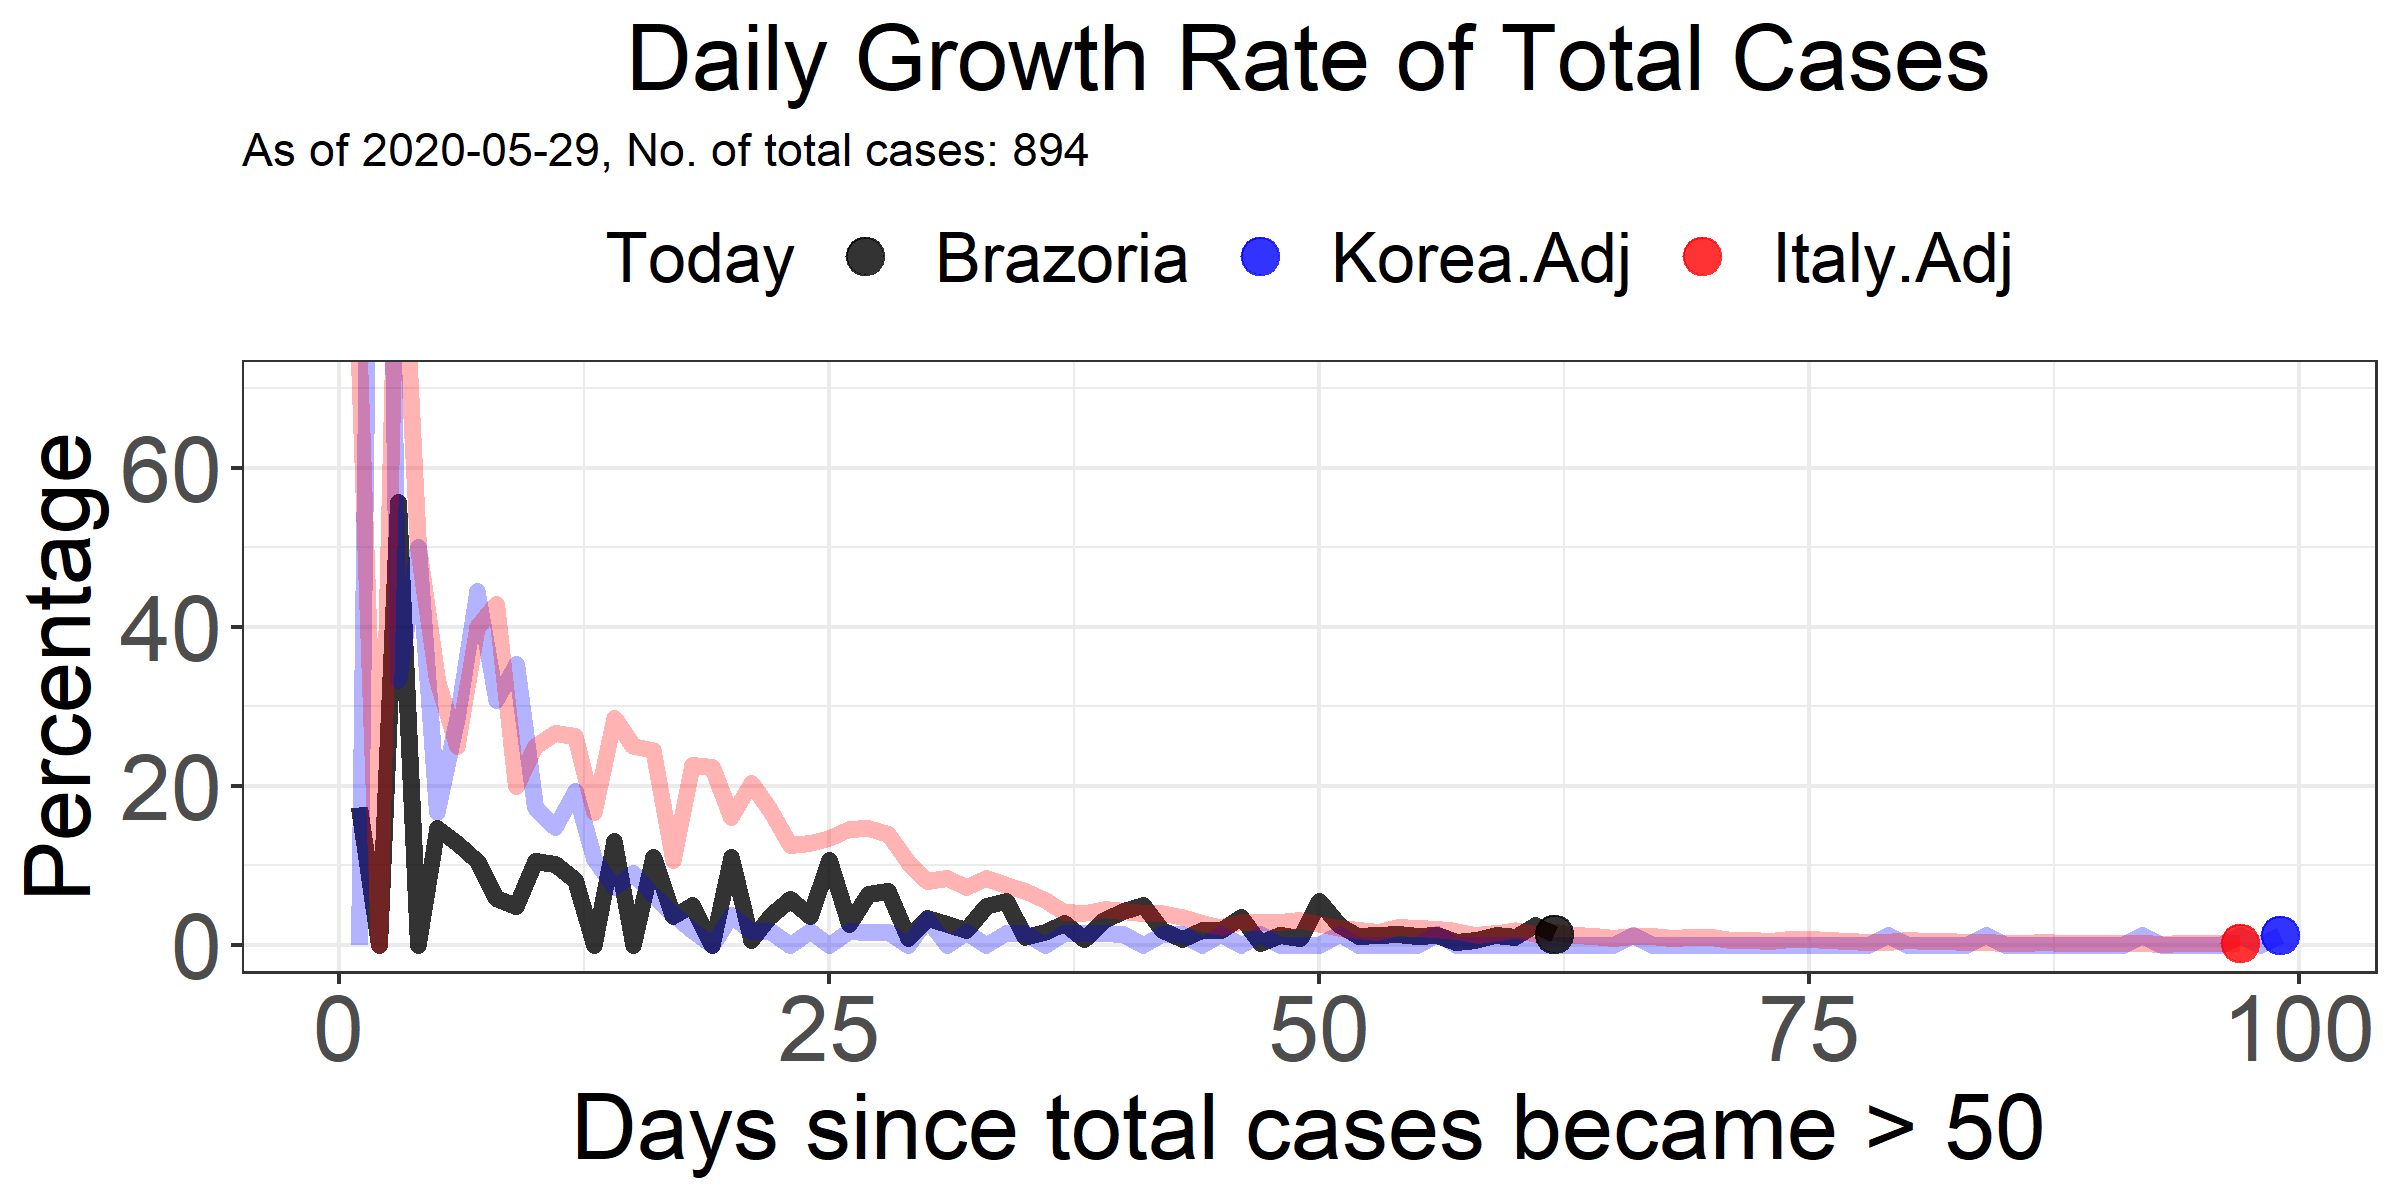 Daily Growth Rate of Total Cases
As of 2020-05-29, No. of total cases: 894
Today Brazoria Korea.Adj Italy.Adj
Percentage
60
40
20
0
0 25 50 75 100
Days since total cases became > 50